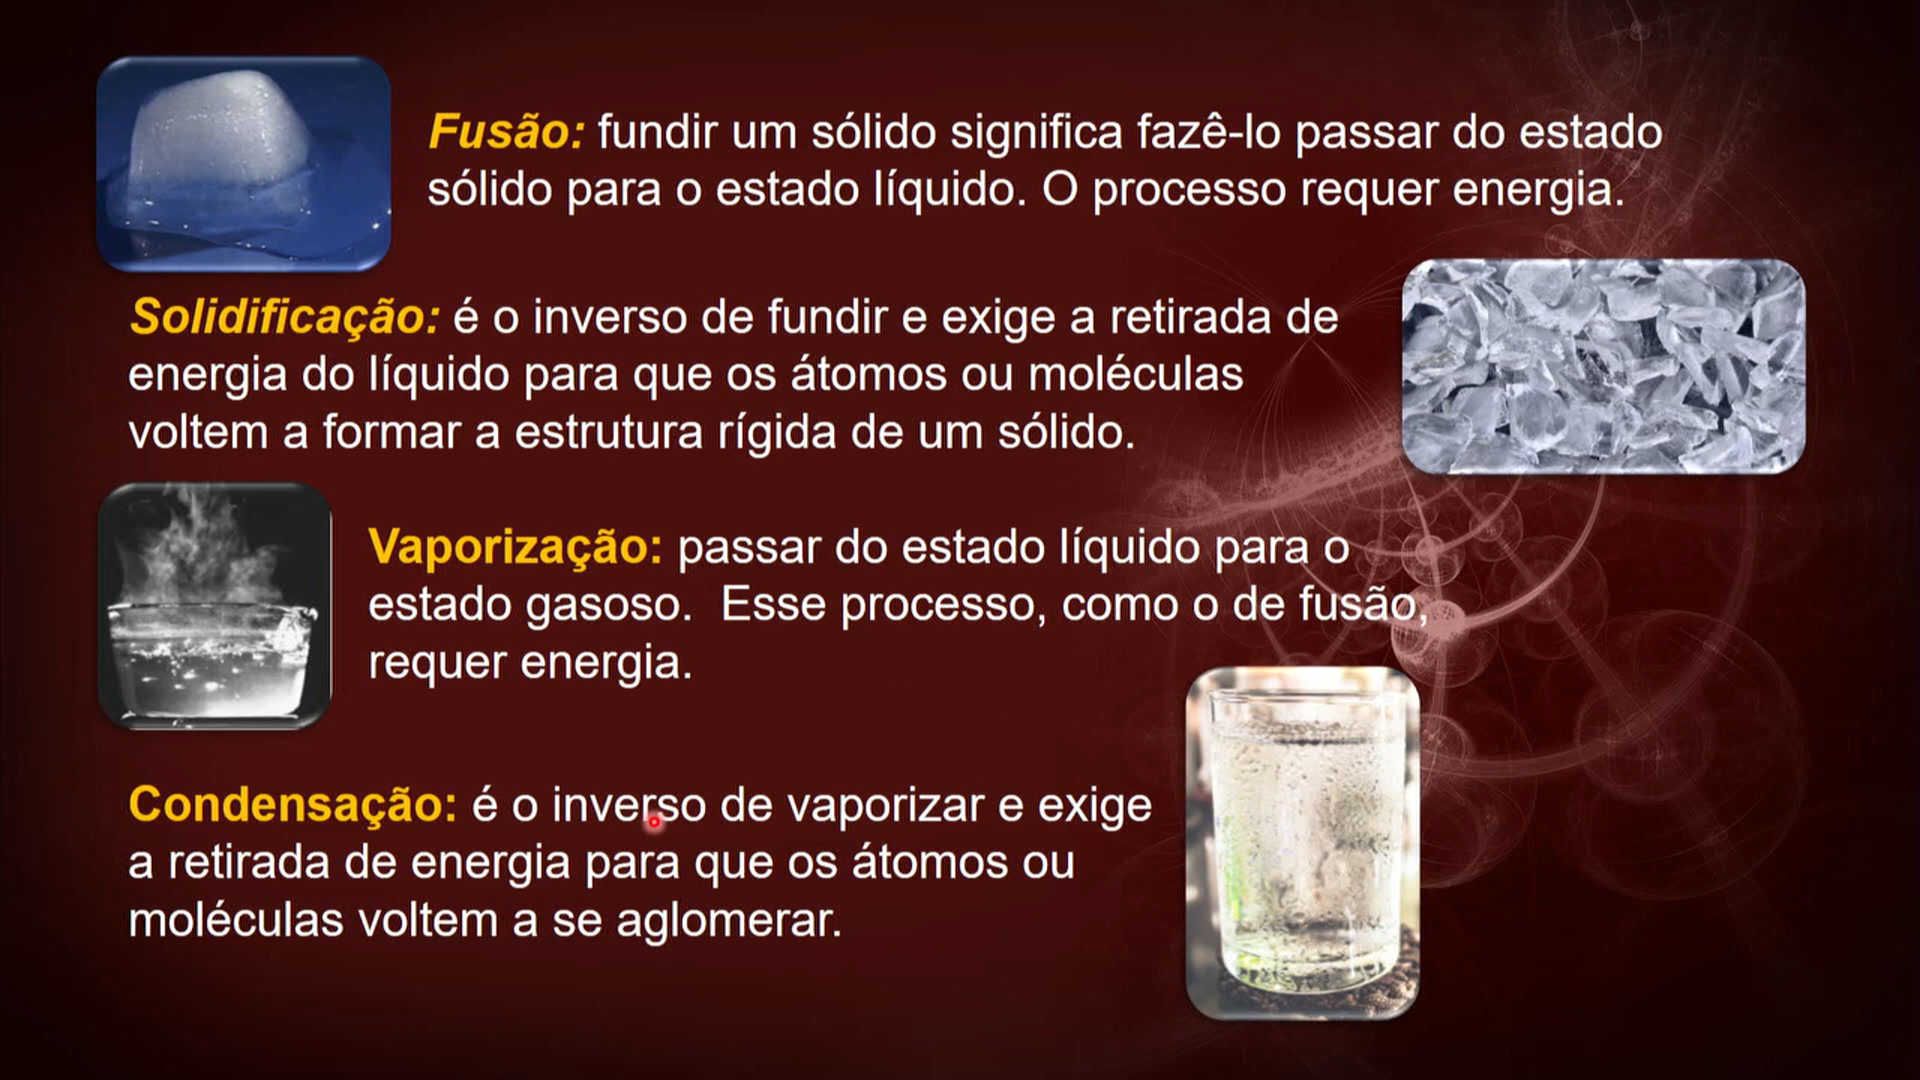 Fusão: fundir um sólido significa fazê-lo passar do estado
sólido para o estado líquido. O processo requer energia.
Solidificação: é o inverso de fundir e exige a retirada de
energia do líquido para que os átomos ou moléculas
voltem a formar a estrutura rígida de um sólido.
Vaporização: passar do estado líquido para o
estado gasoso.  Esse processo, como o de fusão,
requer energia.
Condensação: é o inverso de vaporizar e exige
a retirada de energia para que os átomos ou
moléculas voltem a se aglomerar.